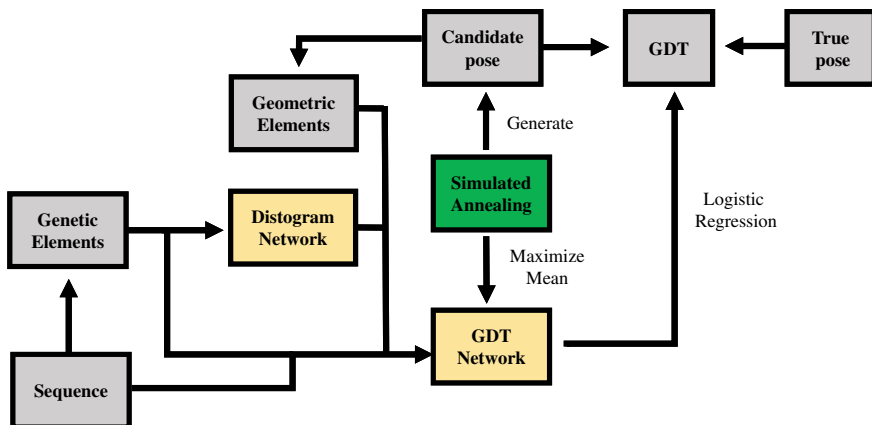 Candidate
pose
GDT
True
pose
Geometric
Elements
Generate
Simulated
Annealing
Genetic
Elements
Distogram
Network
Logistic
Regression
Maximize
Mean
GDT
Network
Sequence